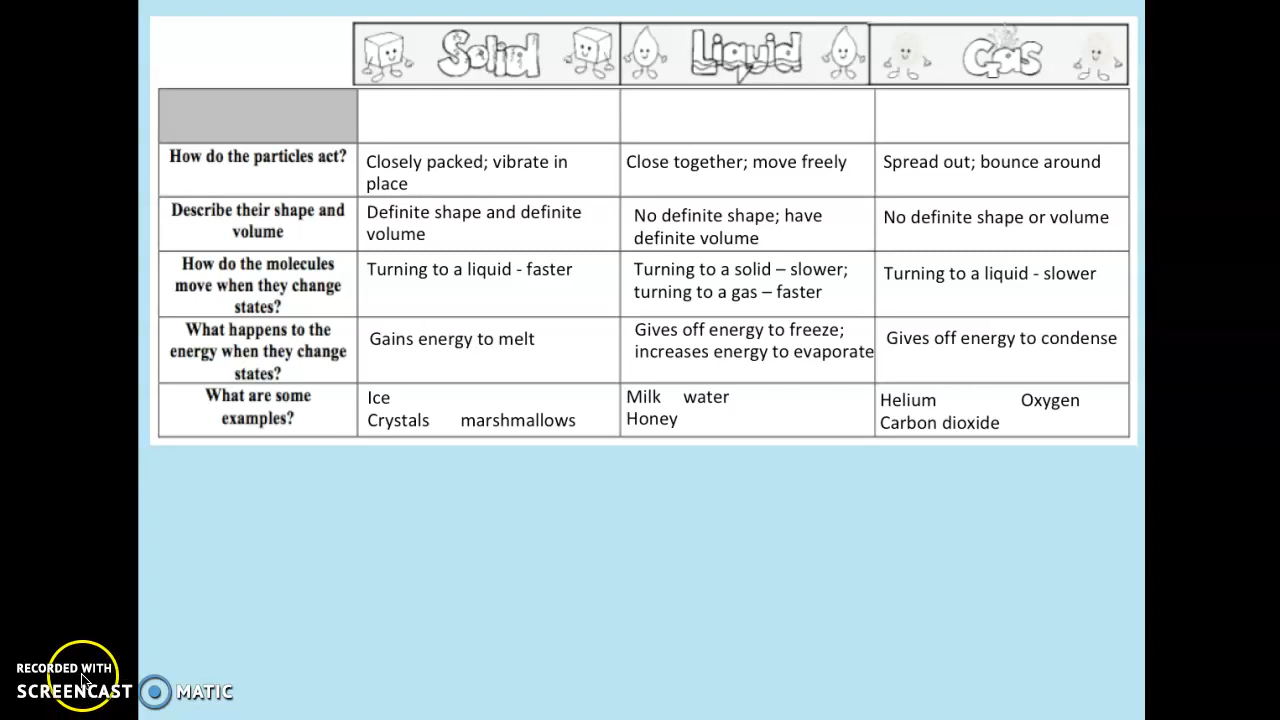 Solid Liquid Gas
How do the particles act?
Closely packed; vibrate in
place
Close together; move freely
Spread out; bounce around
Describe their shape and
volume
Definite shape and definite
volume
No definite shape; have
definite volume
No definite shape or volume
How do the molecules
move when they change
states?
Turning to a liquid - faster
Turning to a solid – slower;
turning to a gas – faster
Turning to a liquid - slower
What happens to the
energy when they change
states?
Gains energy to melt
Gives off energy to freeze;
increases energy to evaporate
Gives off energy to condense
What are some
examples?
Ice
Crystals marshmallows
Milk water
Honey
Helium Oxygen
Carbon dioxide
RECORDED WITH
SCREENCAST MATIC